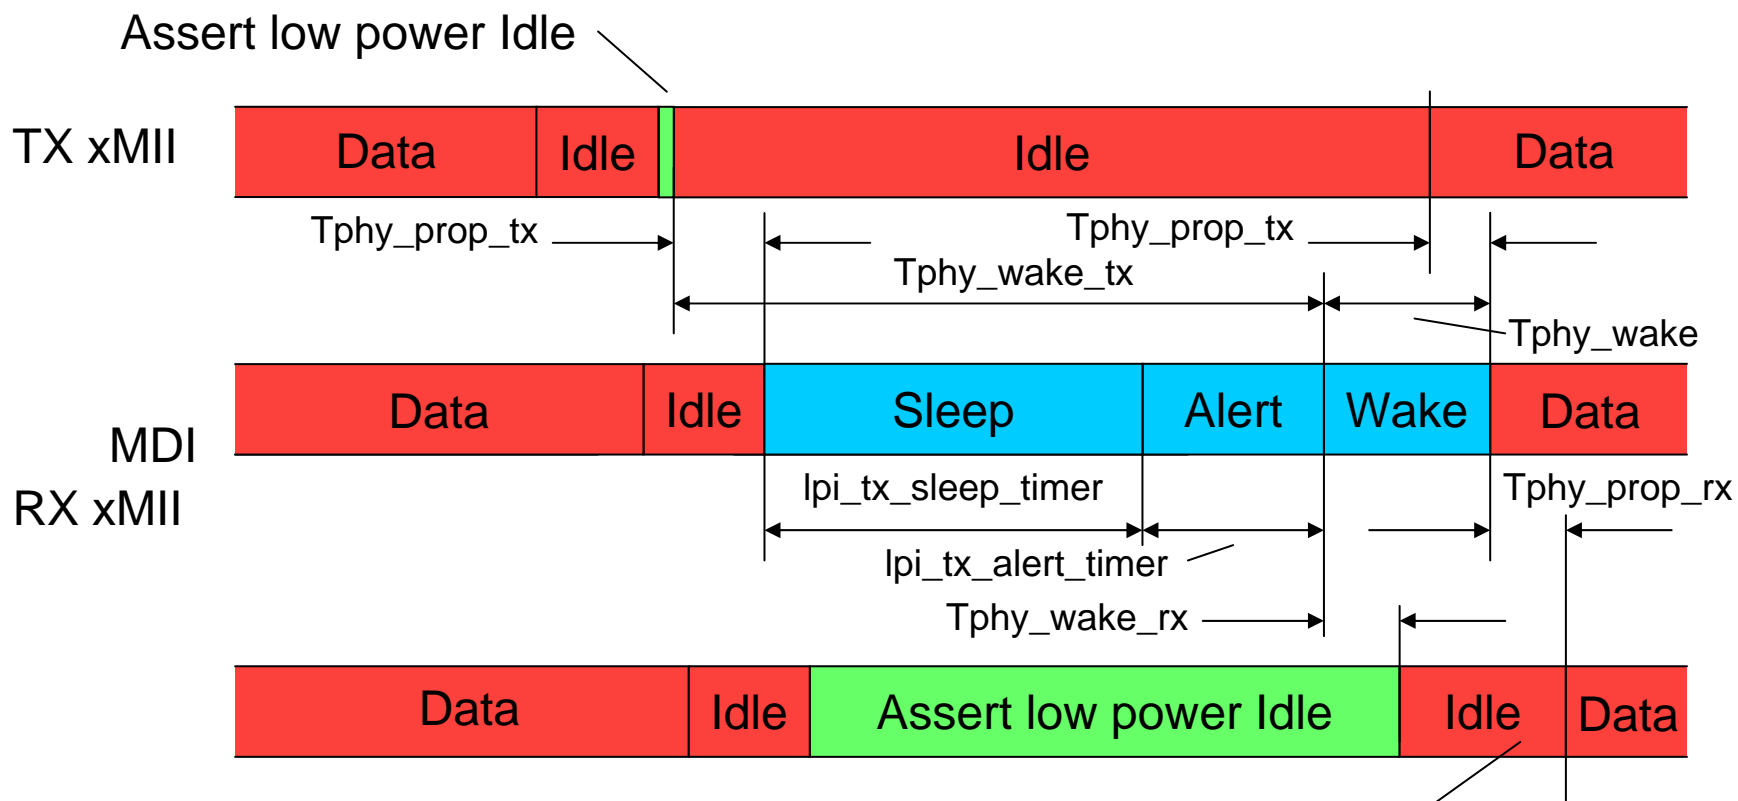 Assert low power Idle
TX xMII
Data Idle Idle Data
Tphy_prop_tx Tphy_prop_tx
Tphy_wake_tx
Tphy_wake
Data Idle Sleep Alert Wake Data
MDI
RX xMII
lpi_tx_sleep_timer Tphy_prop_rx
lpi_tx_alert_timer
Tphy_wake_rx
Data Idle Assert low power Idle Idle Data